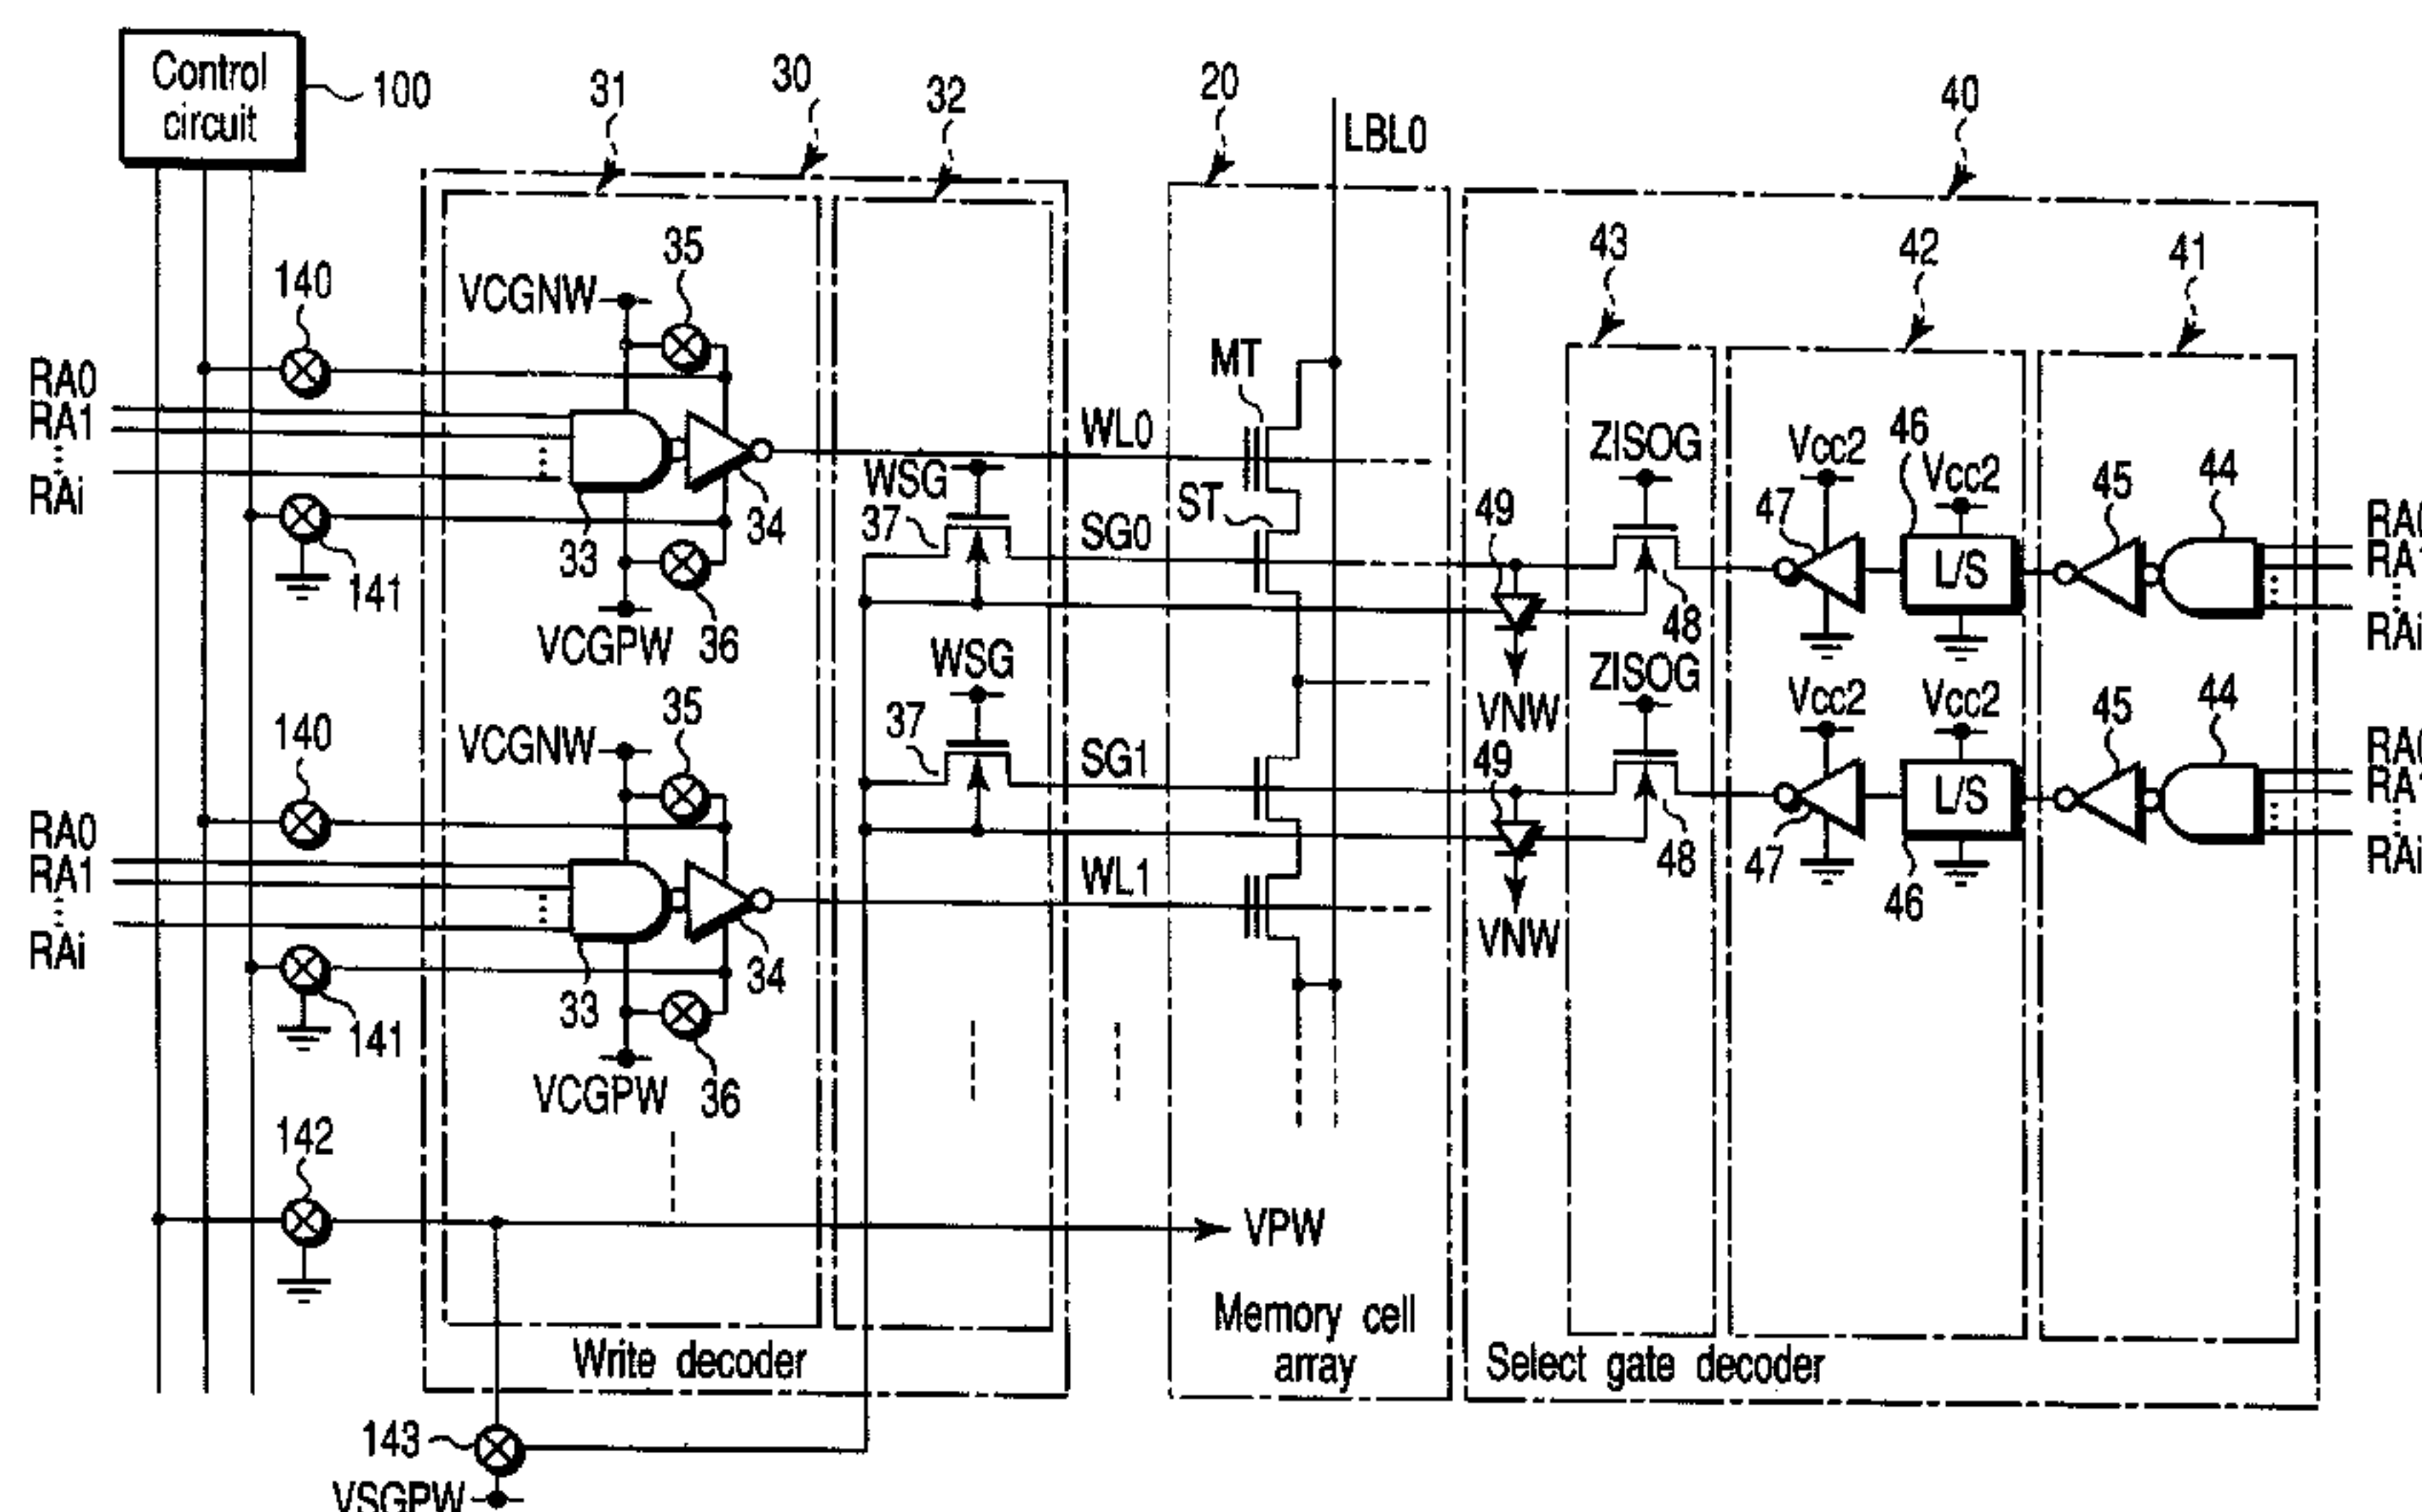 Control
circuit
100
31
30
32
20
LBL0
40
140
VCGNW
35
43
42
41
RA0
RA1
RAi
MT
WL0
WSG
ST
37
SG0
33
34
141
VCGPW
36
ZISOG
Vcc2
46
Vcc2
49
47
L/S
45
44
48
VNW
RA
RAi
140
VCGNW
35
WSG
37
SG1
ZISOG
Vcc2
Vcc2
45
44
49
L/S
48
47
46
VNW
RA
RAi
RA0
RA1
RAi
WL1
33
34
141
VCGPW
36
142
VPW
Memory cell
array
Write decoder
Select gate decoder
143
VSGPW